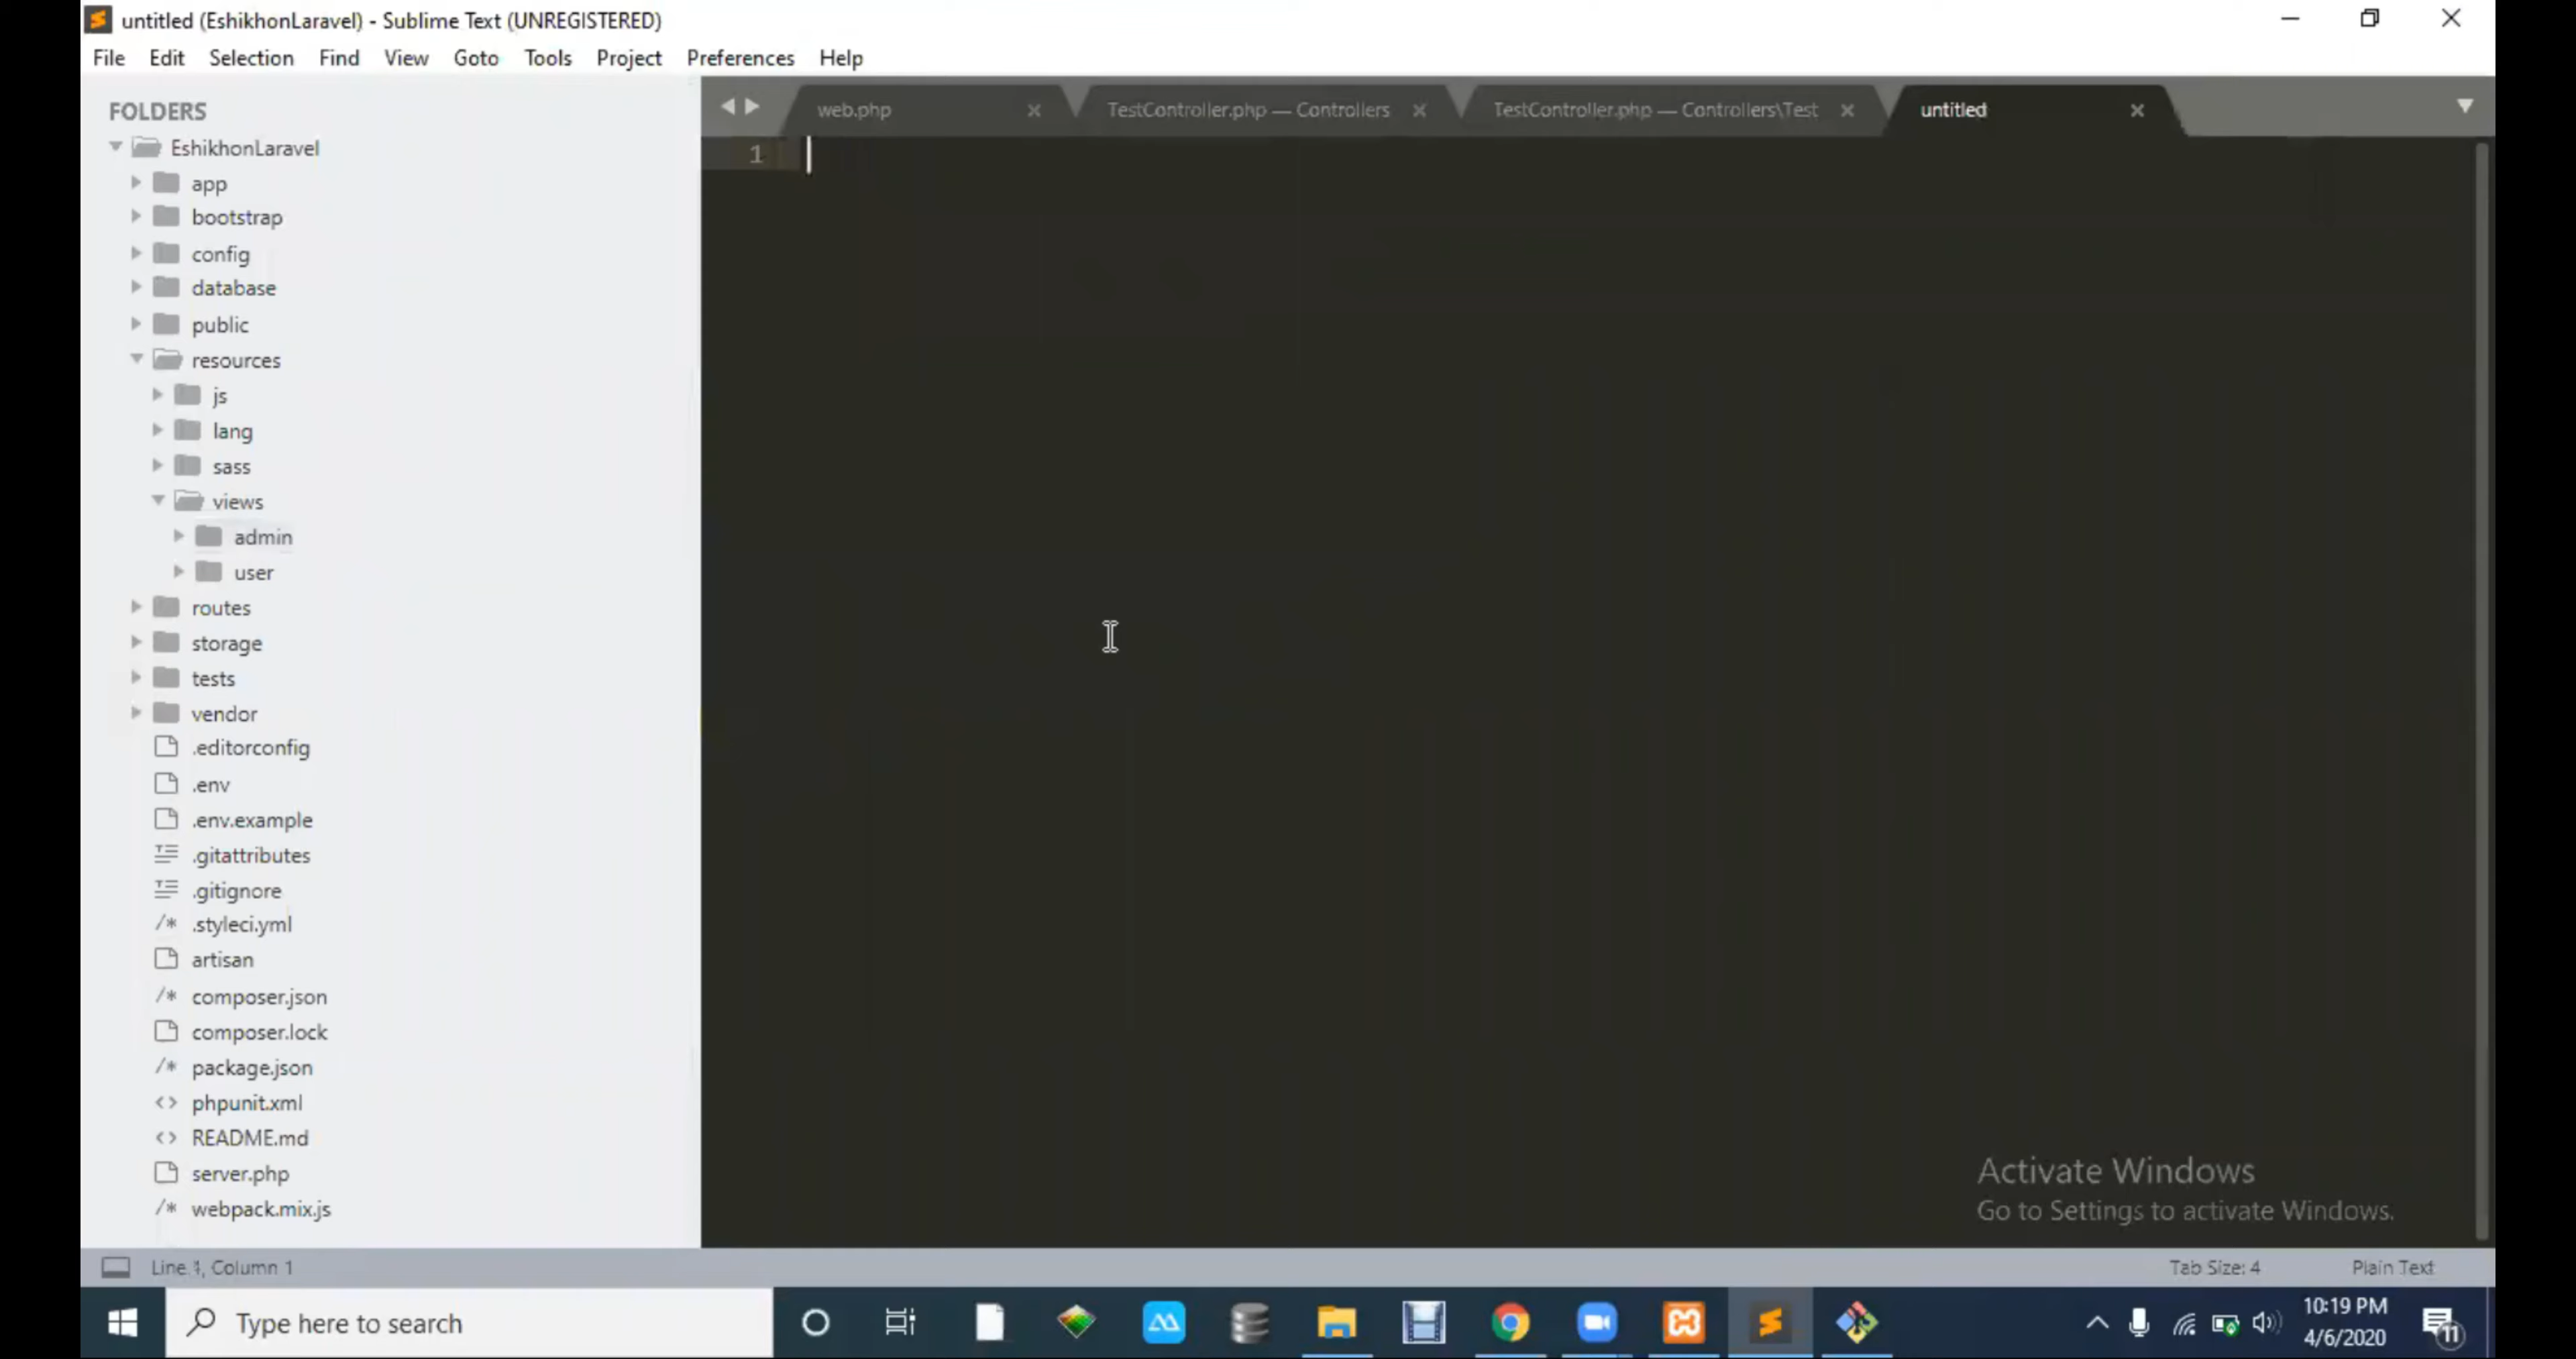 untitled (EshikhonLaravel) - Sublime Text (UNREGISTERED)
File Edit Selection Find View Goto Tools Project Preferences Help
web.php TestController.php — Controllers TestController.php — Controllers\Test untitled
FOLDERS
EshikhonLaravel
app
bootstrap
config
database
public
resources
js
lang
sass
views
admin
user
routes
storage
tests
vendor
.editorconfig
.env
.env.example
.gitattributes
.gitignore
/* .styleci.yml
artisan
/* composer.json
composer.lock
/* package.json
<> phpunit.xml
<> README.md
server.php
/* webpack.mix.js
1
Activate Windows
Go to Settings to activate Windows.
Line, Column 1
Tab Size: 4 Plain Text
Type here to search
10:19 PM
4/6/2020
11